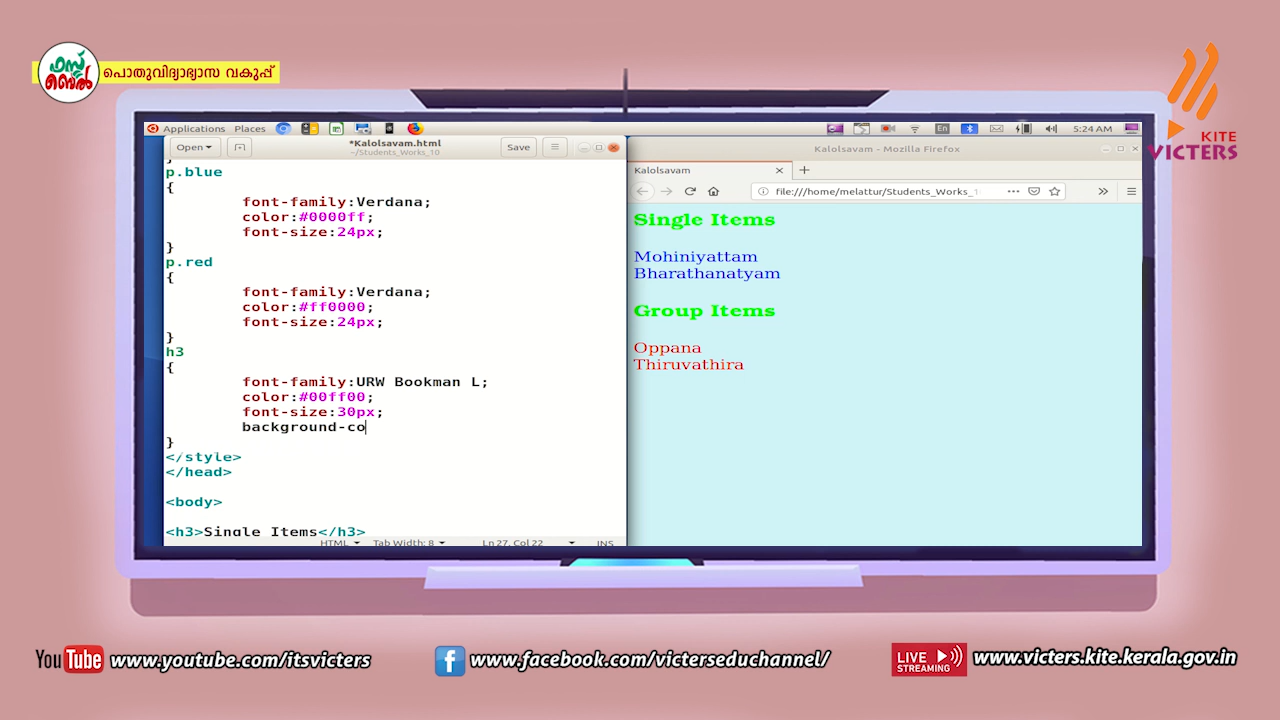 ഫസ്റ്റ്
ബെൽ
പൊതുവിദ്യാഭ്യാസ വകുപ്പ്
KITE
VICTERS
Applications Places
En
5:24 AM
Open
*Kalolsavam.html
~/Students_Works_10
Save
}
p.blue
{
font-family:Verdana;
color:#0000ff;
font-size:24px;
}
p.red
{
font-family:Verdana;
color:#ff0000;
font-size:24px;
}
h3
{
font-family:URW Bookman L;
color:#00ff00;
font-size:30px;
background-co
}
</style>
</head>
<body>
<h3>Single Items</h3>
HTML Tab Width: 8 Ln 27, Col 22 INS
Kalolsavam - Mozilla Firefox
Kalolsavam
file:///home/melattur/Students_Works_1
Single Items
Mohiniyattam
Bharathanatyam
Group Items
Oppana
Thiruvathira
YouTube www.youtube.com/itsvicters
f www.facebook.com/victerseduchannel/
LIVE
STREAMING
www.victers.kite.kerala.gov.in